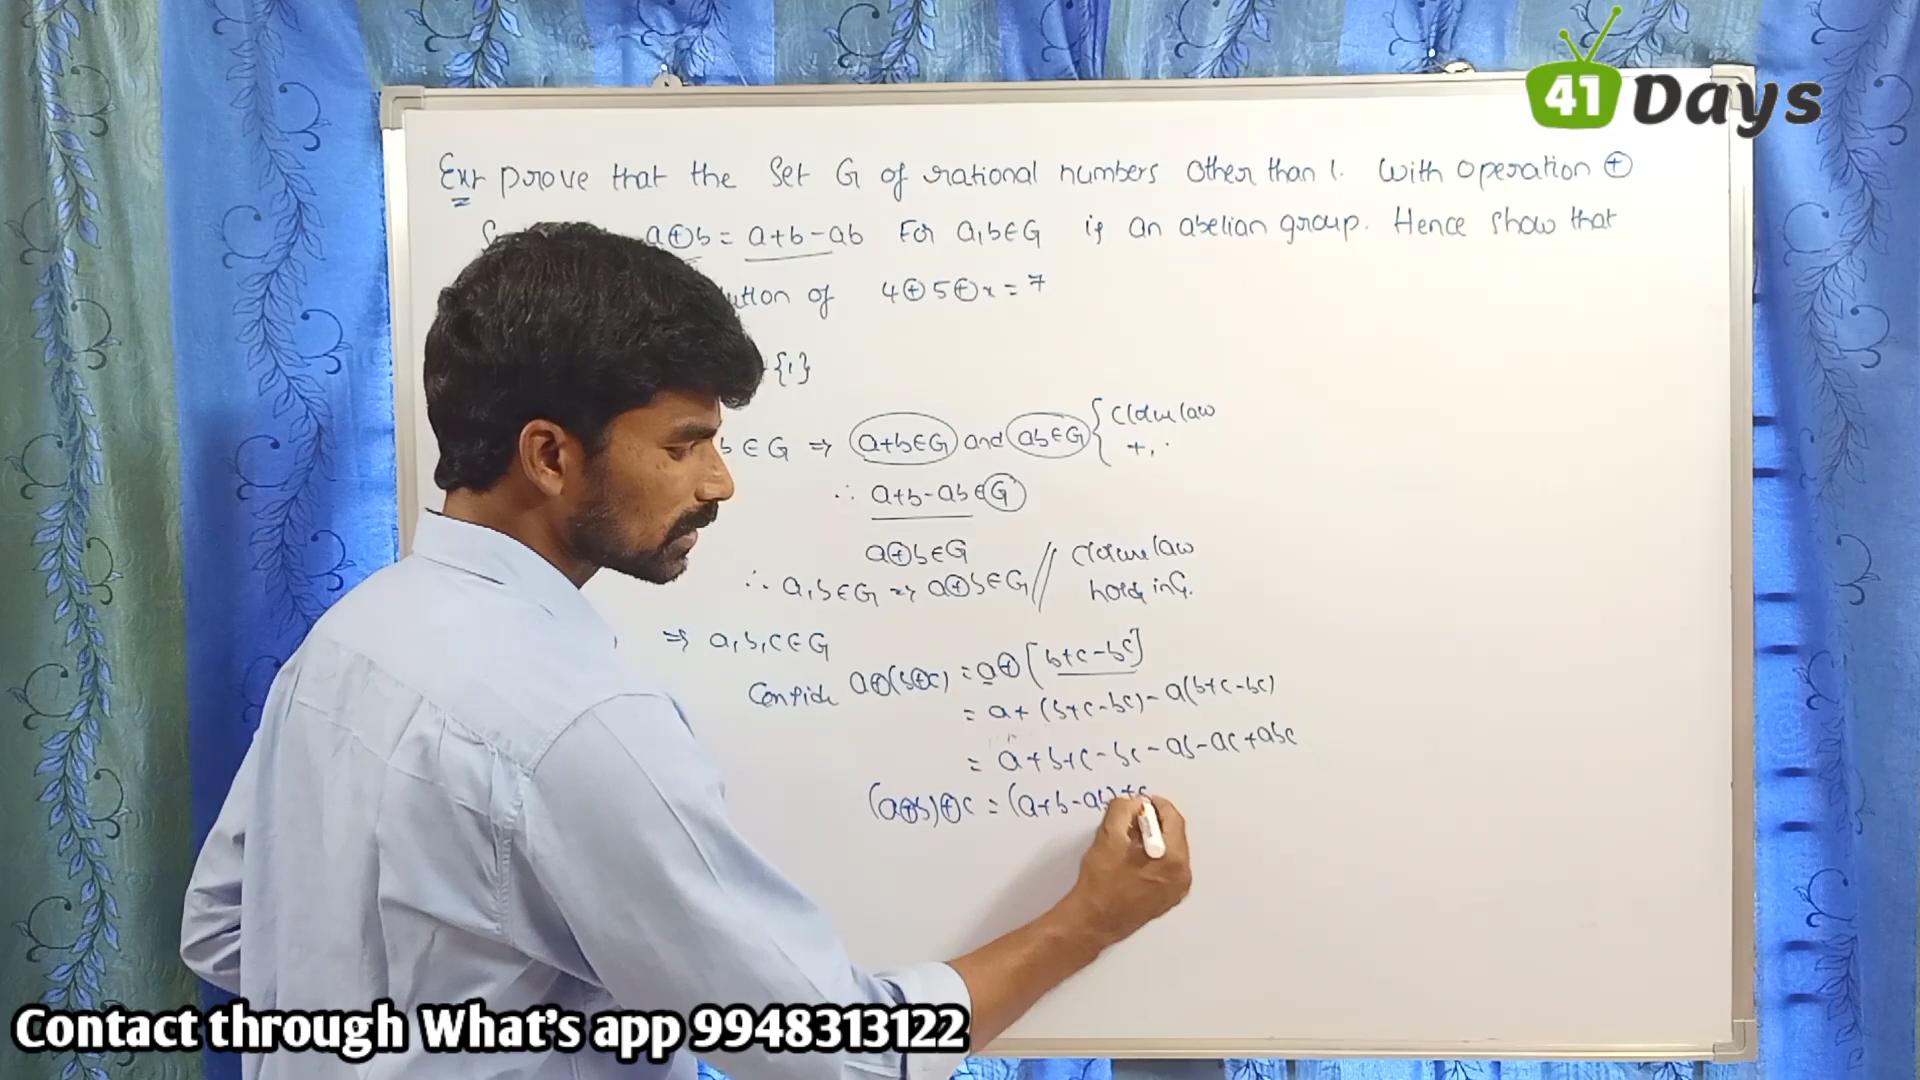 41 Days
Ex:- prove that the Set G of rational numbers Other than 1. With operation ⊕
a⊕b = a+b-ab For a,b∈G is an abelian group. Hence show that
of 4⊕5⊕x = 7
{1}
b∈G ⇒ a+b∈G and ab∈G { closure law
+, ·
∴ a+b-ab∈G
a⊕b∈G
∴ a,b∈G ⇒ a⊕b∈G // closure law
holds in G.
⇒ a,b,c∈G
Consider a⊕(b⊕c) = a⊕[b+c-bc]
= a+(b+c-bc)-a(b+c-bc)
= a+b+c-bc-ab-ac+abc
(a⊕b)⊕c = (a+b-ab)+c
Contact through What's app 9948313122